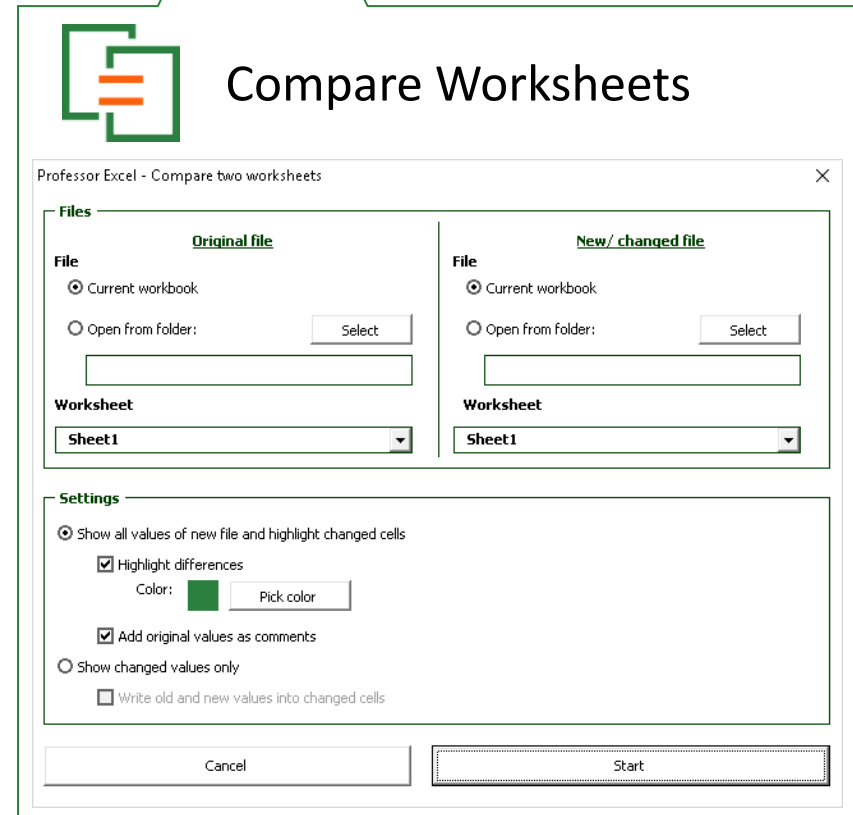 Compare Worksheets
Professor Excel - Compare two worksheets
Files
Original file
File
Current workbook
Open from folder:
Select
Worksheet
Sheet1
New/ changed file
File
Current workbook
Open from folder:
Select
Worksheet
Sheet1
Settings
Show all values of new file and highlight changed cells
Highlight differences
Color:
Pick color
Add original values as comments
Show changed values only
Write old and new values into changed cells
Cancel
Start